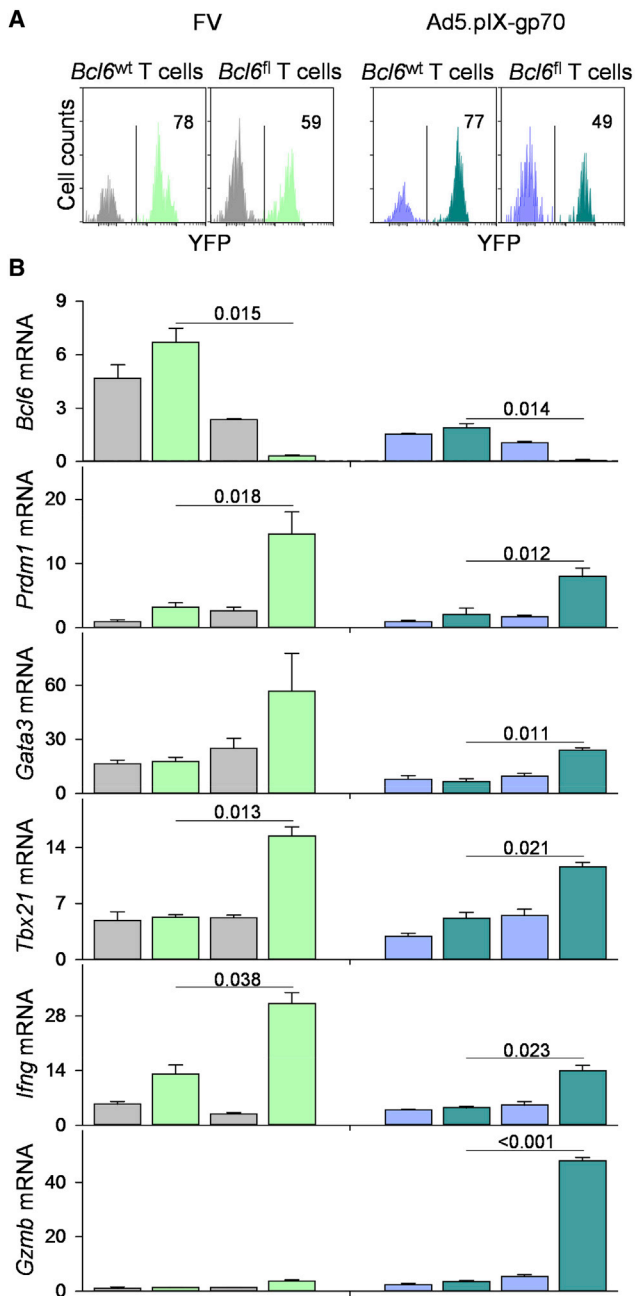 A
FV Ad5.pIX-gp70
Bcl6wt T cells Bcl6fl T cells Bcl6wt T cells Bcl6fl T cells
78 59 77 49
Cell counts
YFP YFP
B
9
6
3
0
Bcl6 mRNA
0.015
0.014
20
10
0
Prdm1 mRNA
0.018
0.012
60
30
0
Gata3 mRNA
0.011
14
7
0
Tbx21 mRNA
0.013
0.021
28
14
0
Ifng mRNA
0.038
0.023
40
20
0
Gzmb mRNA
<0.001